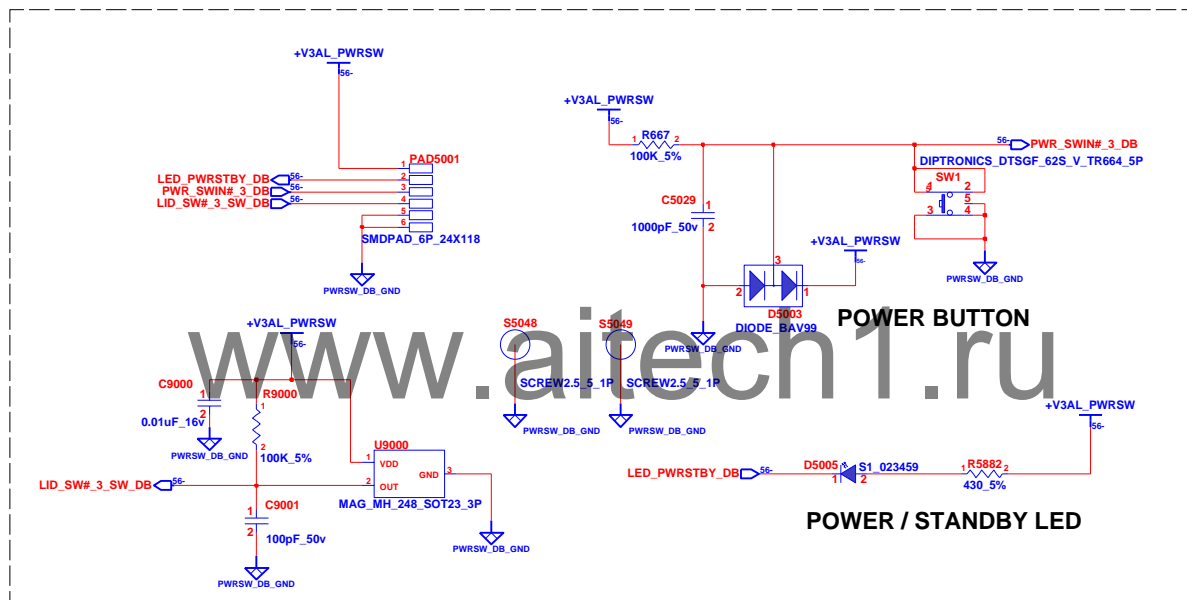 +V3AL_PWRSW
56-
PAD5001
1
2
3
4
5
6
LED_PWRSTBY_DB
56-
PWR_SWIN#_3_DB
56-
LID_SW#_3_SW_DB
56-
SMDPAD_6P_24X118
PWRSW_DB_GND
+V3AL_PWRSW
56-
R667
1
2
100K_5%
56-
PWR_SWIN#_3_DB
DIPTRONICS_DTSGF_62S_V_TR664_5P
SW1
4
2
5
3
4
PWRSW_DB_GND
C5029
1
2
1000pF_50v
+V3AL_PWRSW
56-
3
2
1
D5003
DIODE_BAV99
PWRSW_DB_GND
POWER BUTTON
www.aitech1.ru
S5048
SCREW2.5_5_1P
PWRSW_DB_GND
S5049
SCREW2.5_5_1P
PWRSW_DB_GND
+V3AL_PWRSW
56-
C9000
1
2
0.01uF_16v
PWRSW_DB_GND
R9000
1
2
100K_5%
U9000
1
VDD
GND
3
2
OUT
MAG_MH_248_SOT23_3P
PWRSW_DB_GND
LID_SW#_3_SW_DB
56-
C9001
1
2
100pF_50v
PWRSW_DB_GND
+V3AL_PWRSW
56-
LED_PWRSTBY_DB
56-
D5005
1
2
S1_023459
R5882
1
2
430_5%
POWER / STANDBY LED